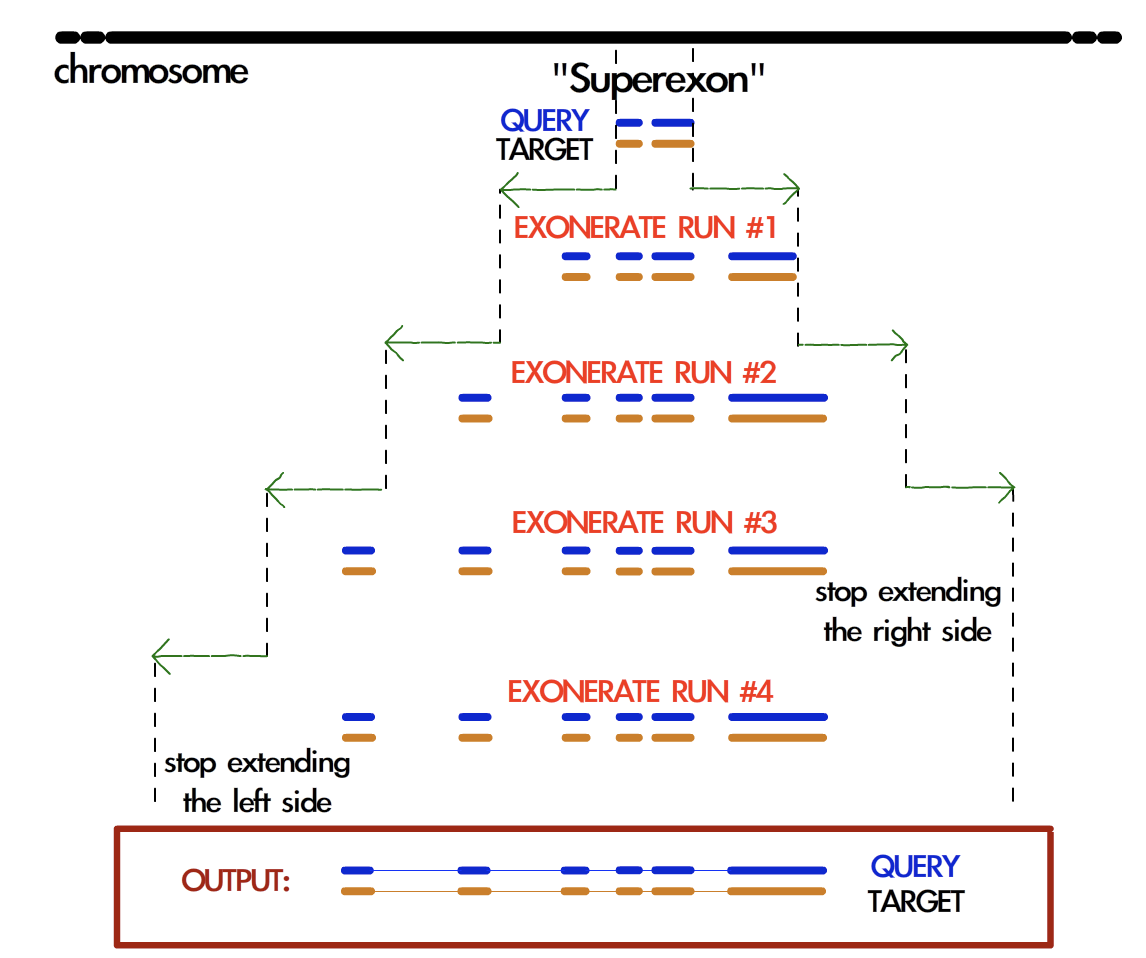 chromosome
"Superexon"
QUERY
TARGET
EXONERATE RUN #1
EXONERATE RUN #2
EXONERATE RUN #3
stop extending
the right side
EXONERATE RUN #4
stop extending
the left side
OUTPUT:
QUERY
TARGET